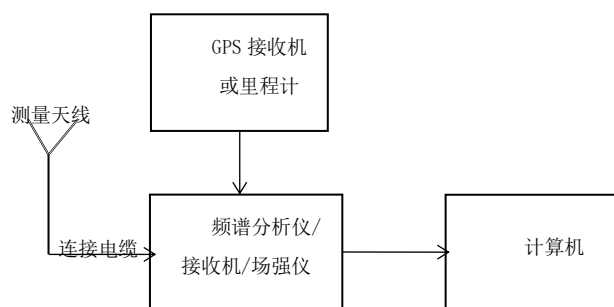 GPS 接收机
或里程计
测量天线
连接电缆
频谱分析仪/
接收机/场强仪
计算机